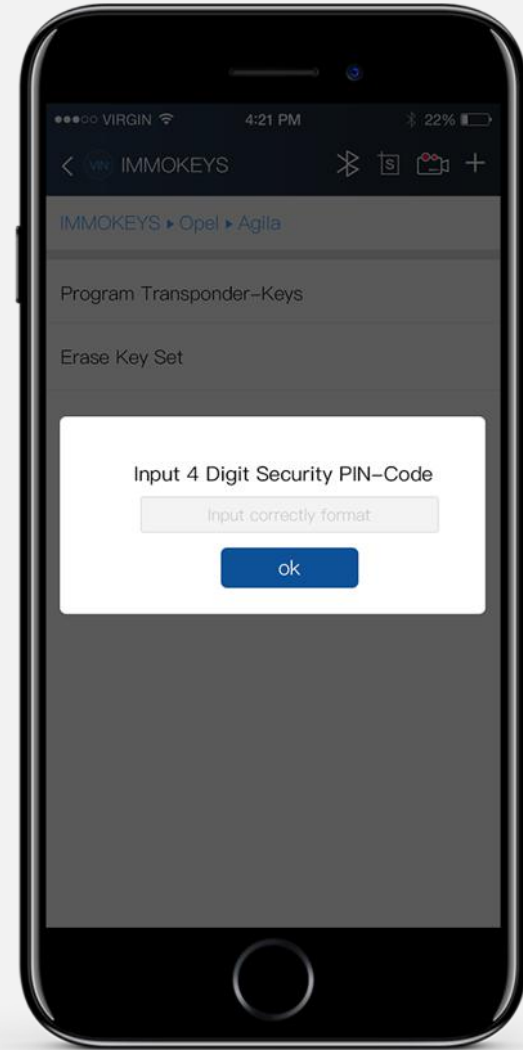 VIRGIN 4:21 PM 22%
VIN IMMOKEYS S +
IMMOKEYS ▸ Opel ▸ Agila
Program Transponder-Keys
Erase Key Set
Input 4 Digit Security PIN-Code
Input correctly format
ok